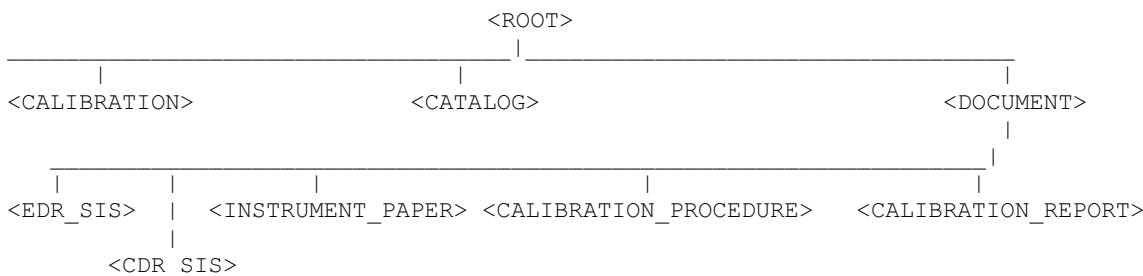 <ROOT>
<CALIBRATION> <CATALOG> <DOCUMENT>
<EDR_SIS> <INSTRUMENT_PAPER> <CALIBRATION_PROCEDURE> <CALIBRATION_REPORT>
<CDR_SIS>